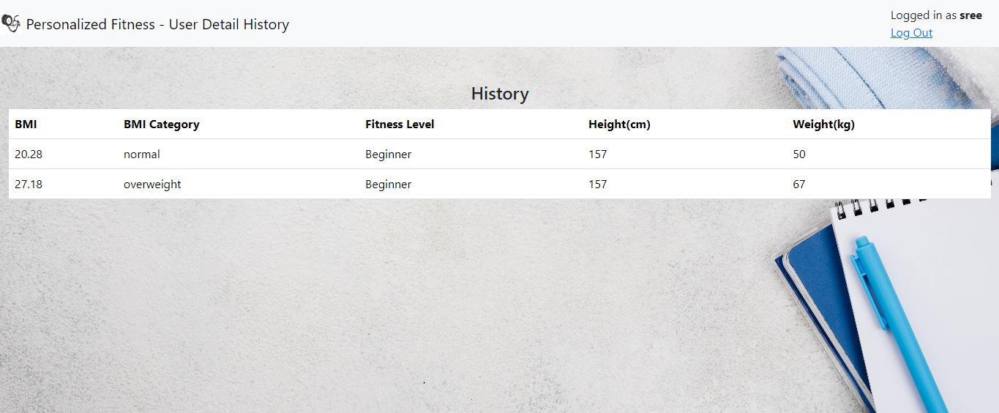 Personalized Fitness - User Detail History
Logged in as sree
Log Out
History
BMI BMI Category Fitness Level Height(cm) Weight(kg)
20.28 normal Beginner 157 50
27.18 overweight Beginner 157 67